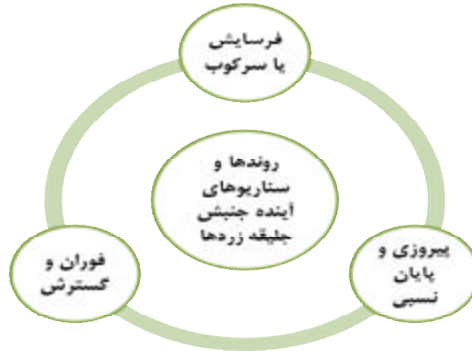 فرسایش
یا سرکوب
روندها و
سناریوهای
آینده جنبش
جلیقه زردها
پیروزی و
پایان
نسبی
فوران و
گسترش